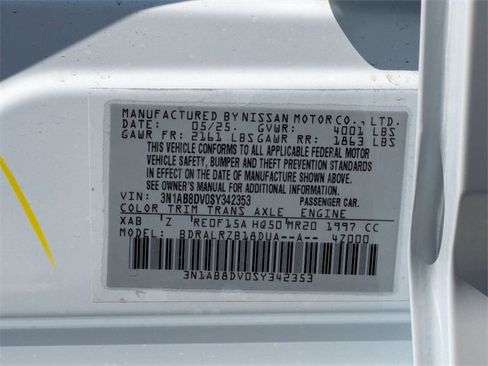 MANUFACTURED BY NISSAN MOTOR CO., LTD.
DATE: 05/25. GVWR: 4001 LBS
GAWR FR: 2161 LBS GAWR RR: 1863 LBS
THIS VEHICLE CONFORMS TO ALL APPLICABLE FEDERAL MOTOR
VEHICLE SAFETY, BUMPER AND THEFT PREVENTION STANDARDS
IN EFFECT ON THE DATE OF MANUFACTURE SHOWN ABOVE.
SEE OWNER'S MANUAL FOR ADDITIONAL INFORMATION.
VIN: 3N1AB8DV0SY342353 PASSENGER CAR.
COLOR TRIM TRANS AXLE ENGINE
XAB Z RE0F15A HQ50 MR20 1997 CC
MODEL: BDRALRZB18DUA--A-- 4Z000
3N1AB8DV0SY342353